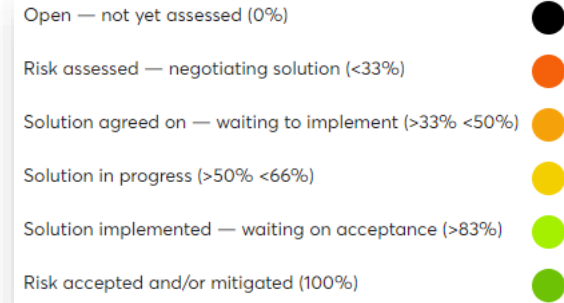 Open — not yet assessed (0%)
Risk assessed — negotiating solution (<33%)
Solution agreed on — waiting to implement (>33% <50%)
Solution in progress (>50% <66%)
Solution implemented — waiting on acceptance (>83%)
Risk accepted and/or mitigated (100%)